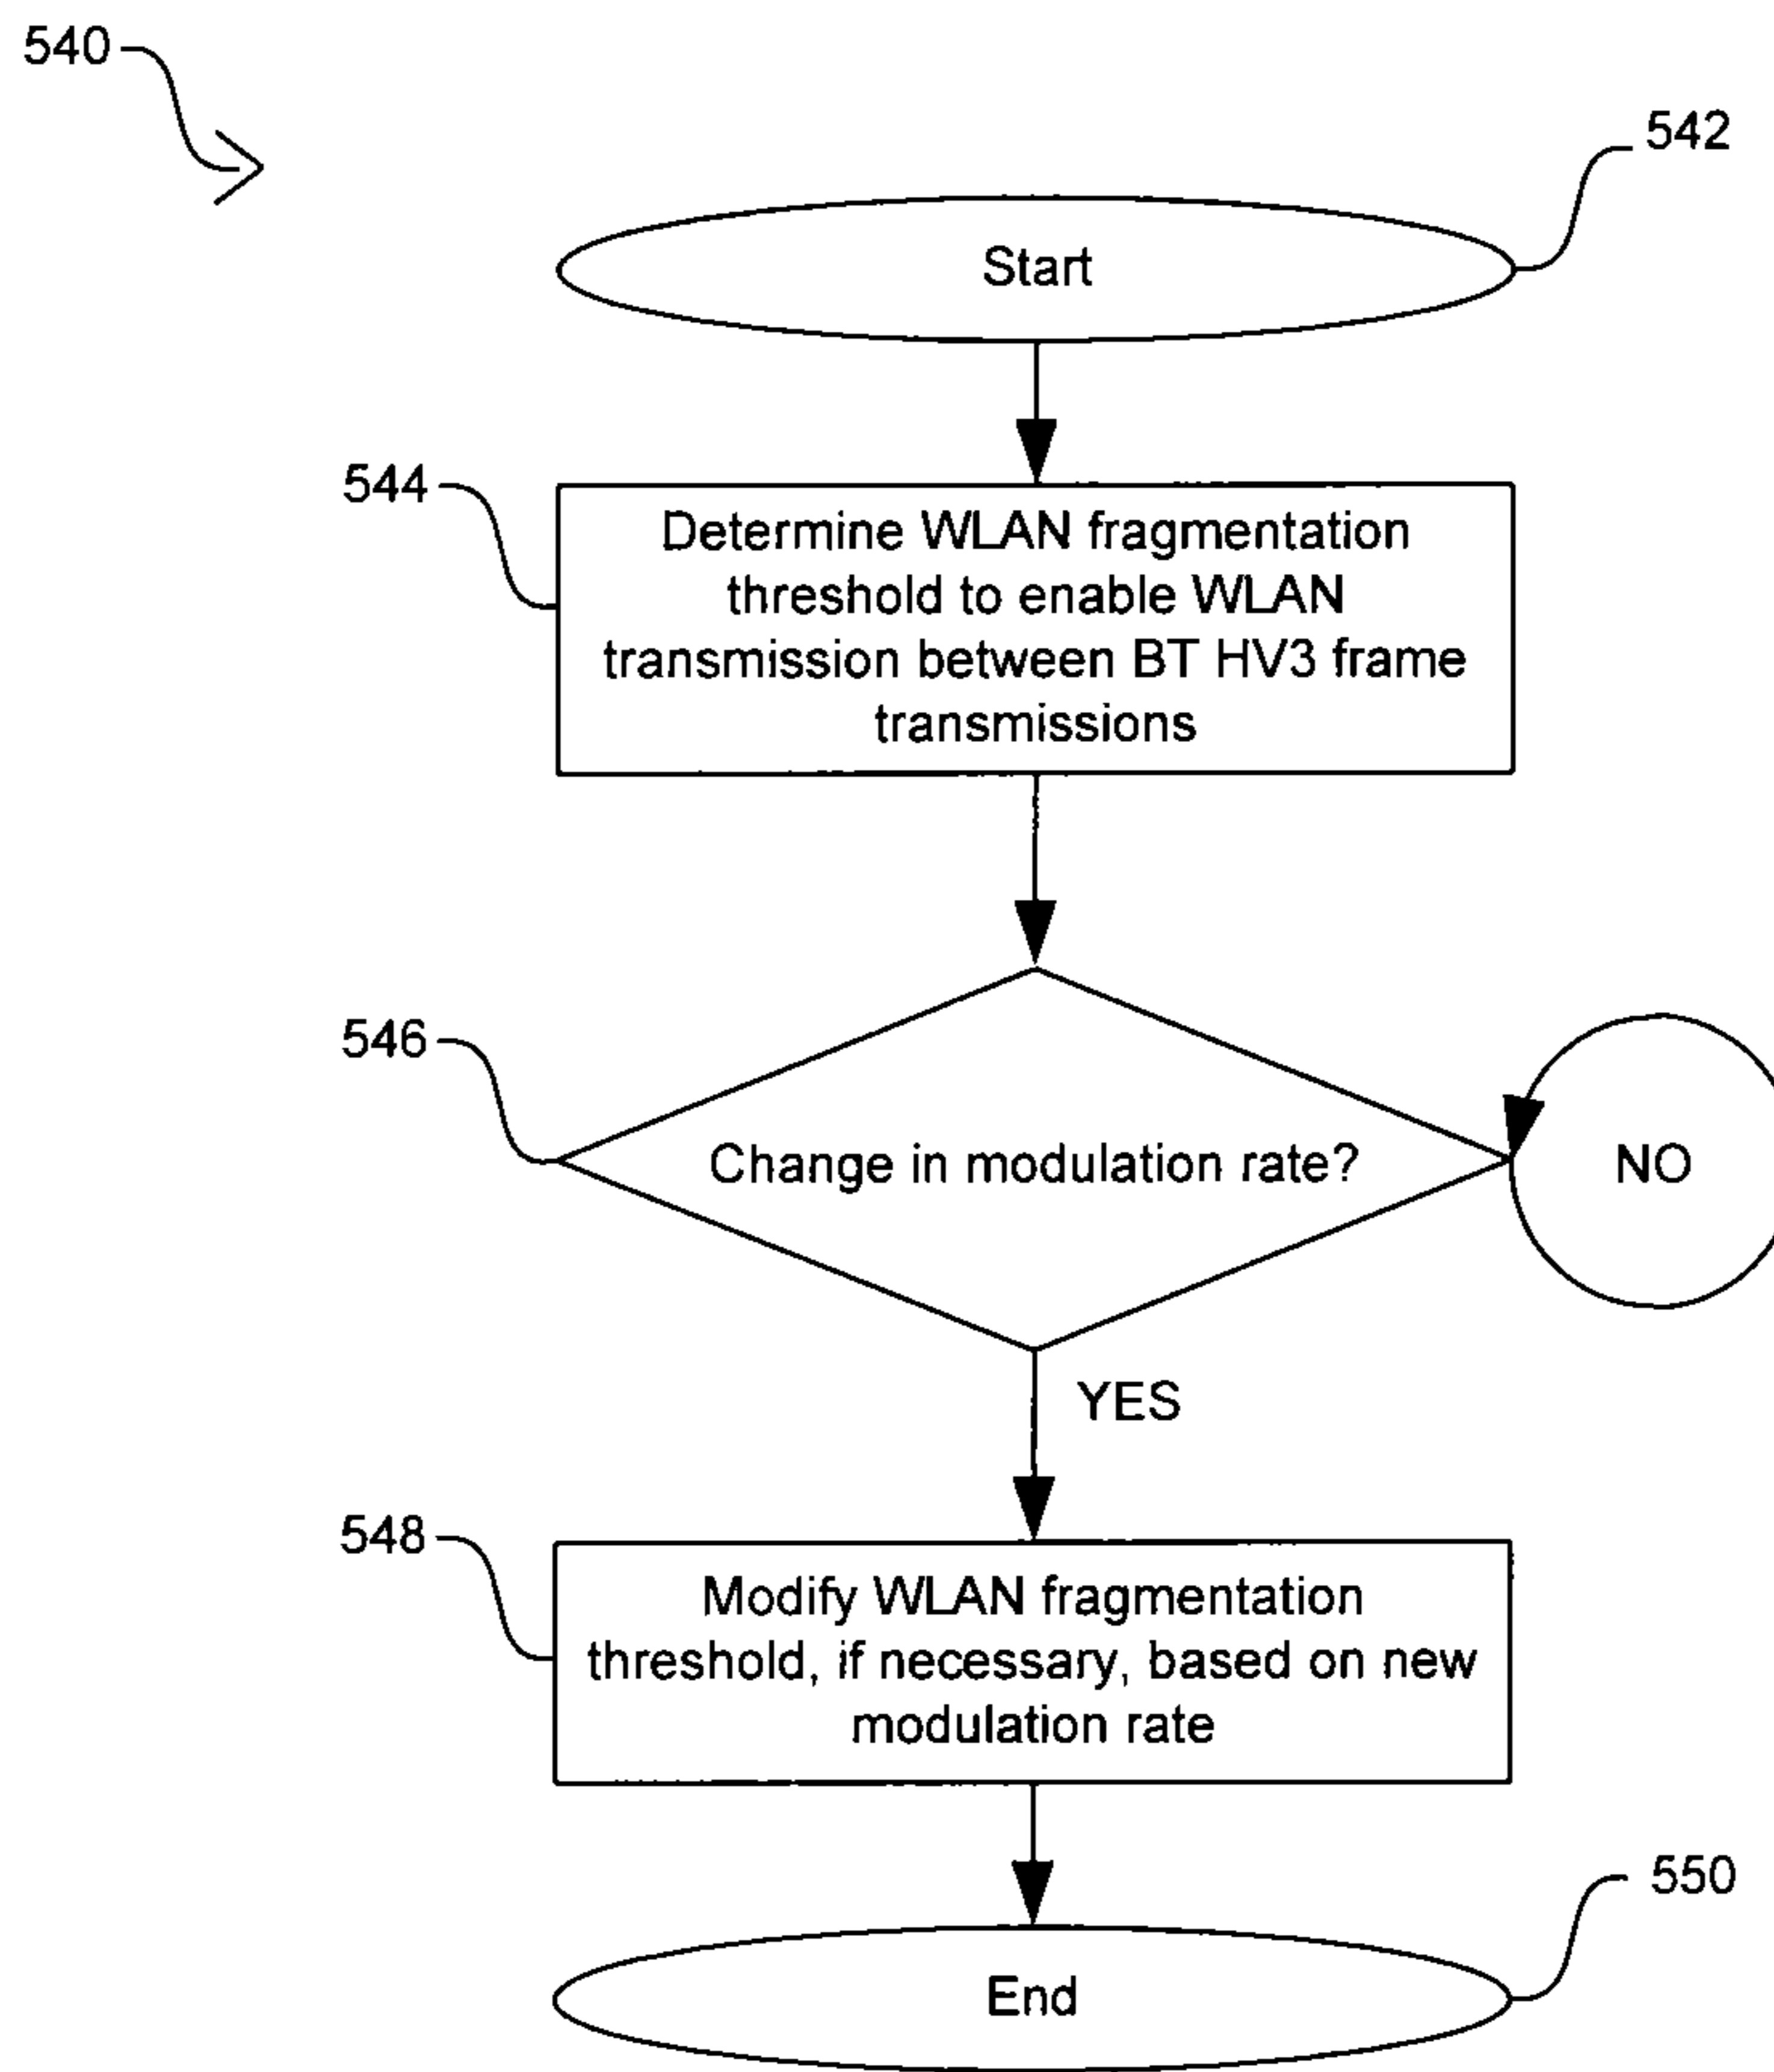 540
542
Start
544
Determine WLAN fragmentation
threshold to enable WLAN
transmission between BT HV3 frame
transmissions
546
Change in modulation rate?
NO
YES
548
Modify WLAN fragmentation
threshold, if necessary, based on new
modulation rate
550
End